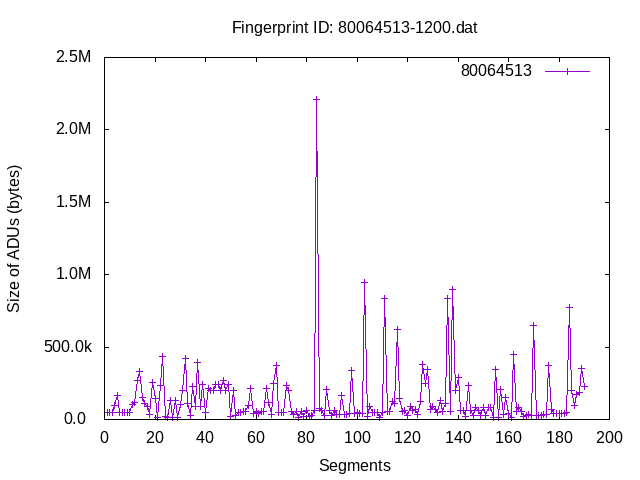 Fingerprint ID: 80064513-1200.dat
2.5M
80064513
2.0M
Size of ADUs (bytes)
1.5M
1.0M
500.0k
0.0
0 20 40 60 80 100 120 140 160 180 200
Segments